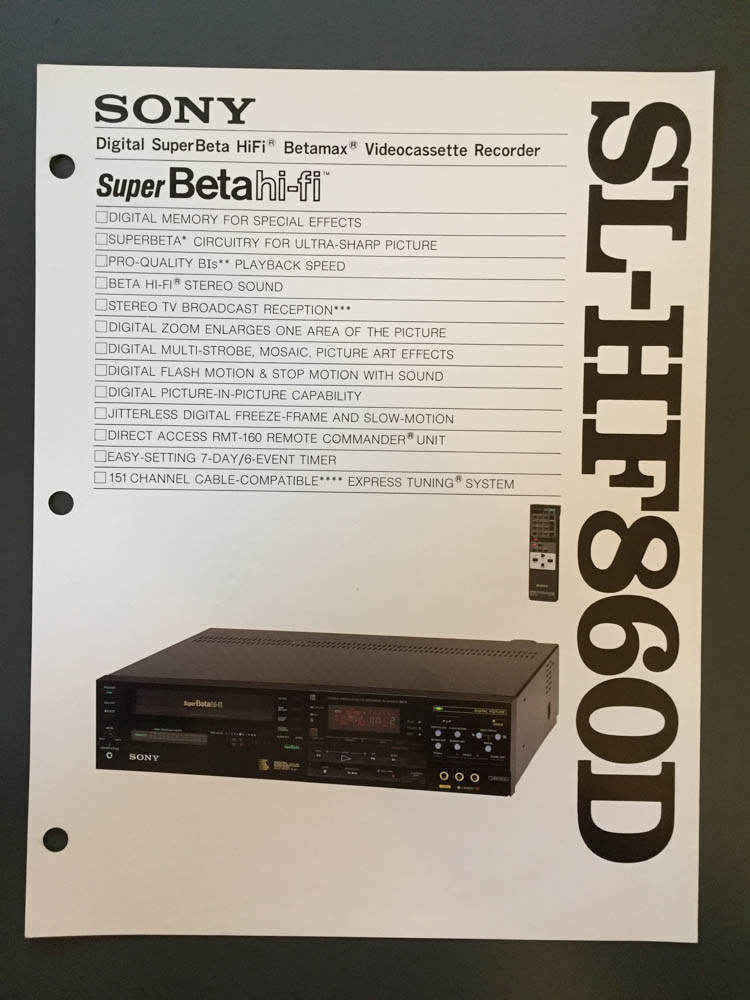 SONY
Digital SuperBeta HiFi® Betamax® Videocassette Recorder
Super Beta hi-fi™
□DIGITAL MEMORY FOR SPECIAL EFFECTS
□SUPERBETA* CIRCUITRY FOR ULTRA-SHARP PICTURE
□PRO-QUALITY BIs** PLAYBACK SPEED
□BETA HI-FI® STEREO SOUND
□STEREO TV BROADCAST RECEPTION***
□DIGITAL ZOOM ENLARGES ONE AREA OF THE PICTURE
□DIGITAL MULTI-STROBE, MOSAIC, PICTURE ART EFFECTS
□DIGITAL FLASH MOTION & STOP MOTION WITH SOUND
□DIGITAL PICTURE-IN-PICTURE CAPABILITY
□JITTERLESS DIGITAL FREEZE-FRAME AND SLOW-MOTION
□DIRECT ACCESS RMT-160 REMOTE COMMANDER® UNIT
□EASY-SETTING 7-DAY/6-EVENT TIMER
□151 CHANNEL CABLE-COMPATIBLE**** EXPRESS TUNING® SYSTEM
SL-HF860D
SONY
Super Beta hi-fi
DIGITAL PICTURE
SONY